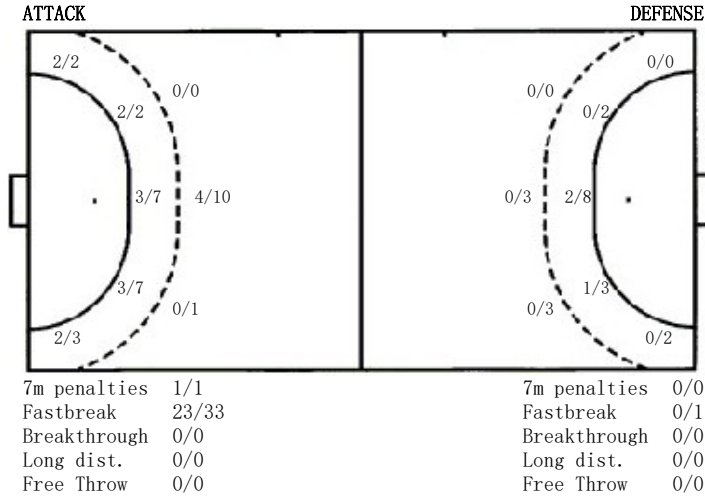 ATTACK DEFENSE
2/2 0/0
0/0 0/0
2/2 0/2
3/7 4/10 0/3 2/8
3/7 1/3
0/1 0/3
2/3 0/2
7m penalties 1/1 7m penalties 0/0
Fastbreak 23/33 Fastbreak 0/1
Breakthrough 0/0 Breakthrough 0/0
Long dist. 0/0 Long dist. 0/0
Free Throw 0/0 Free Throw 0/0